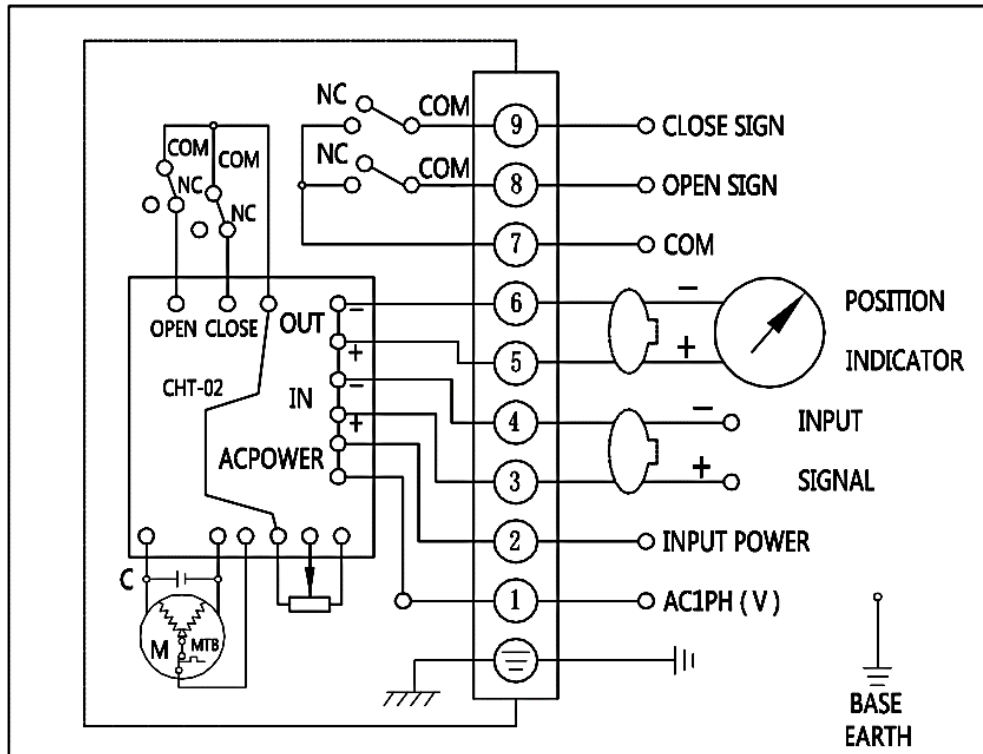 NC
COM
9
CLOSE SIGN
COM
COM
NC
COM
8
OPEN SIGN
NC
NC
7
COM
6
−
POSITION
OPEN
CLOSE
OUT
−
+
5
+
INDICATOR
CHT-02
IN
−
+
4
−
INPUT
ACPOWER
3
+
SIGNAL
2
INPUT POWER
C
1
AC1PH ( V )
M
MTB
BASE
EARTH